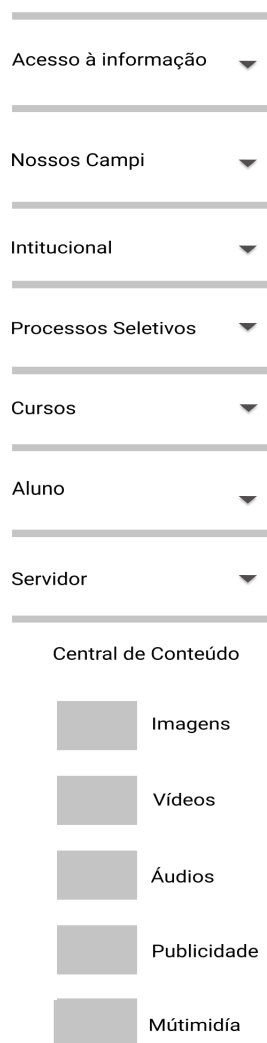 Acesso à informação
Nossos Campi
Intitucional
Processos Seletivos
Cursos
Aluno
Servidor
Central de Conteúdo
Imagens
Vídeos
Áudios
Publicidade
Mútimidía